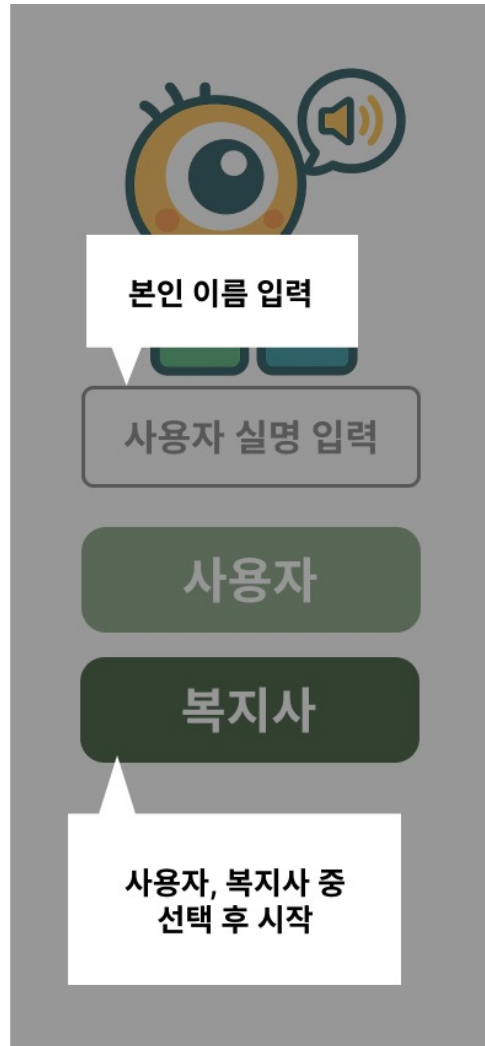 본인 이름 입력
사용자 실명 입력
사용자
복지사
사용자, 복지사 중
선택 후 시작